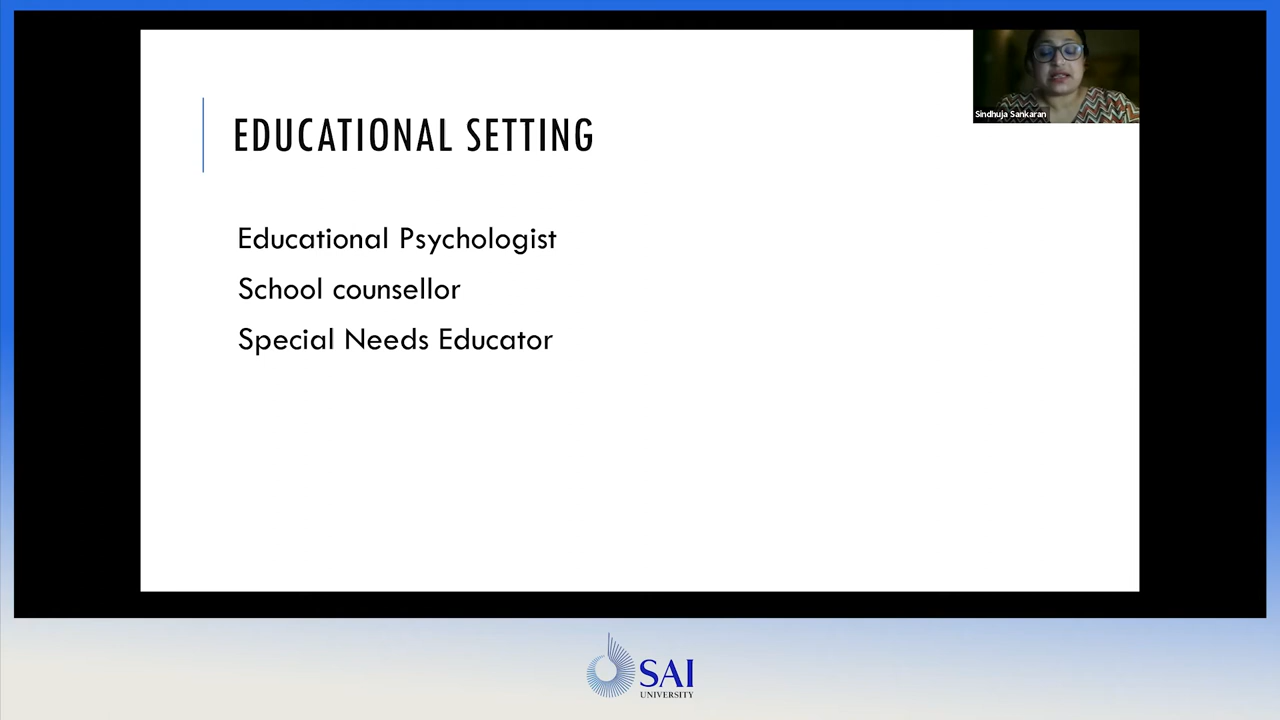 Sindhuja Sankaran
EDUCATIONAL SETTING
Educational Psychologist
School counsellor
Special Needs Educator
SAI
UNIVERSITY